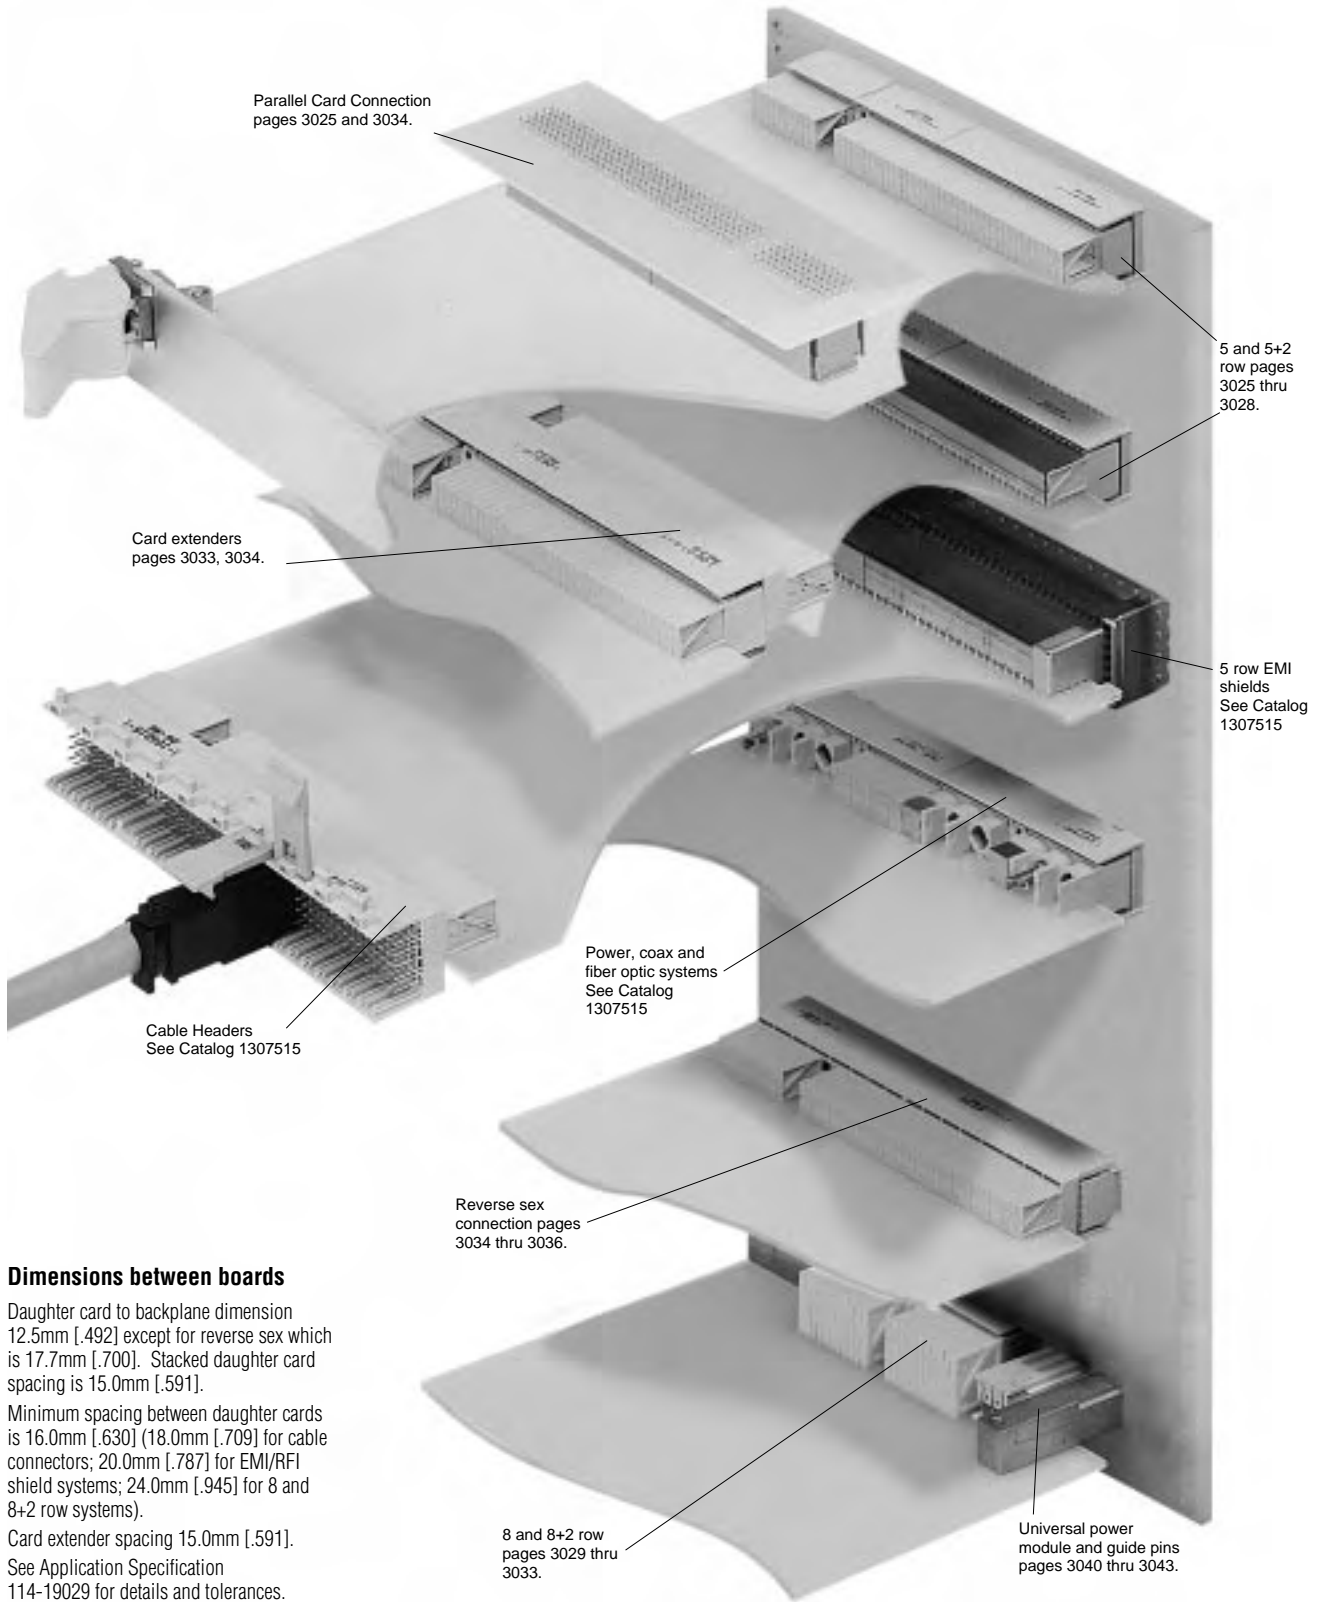 Parallel Card Connection
pages 3025 and 3034.
5 and 5+2
row pages
3025 thru
3028.
Card extenders
pages 3033, 3034.
5 row EMI
shields
See Catalog
1307515
Power, coax and
fiber optic systems
See Catalog
1307515
Cable Headers
See Catalog 1307515
Reverse sex
connection pages
3034 thru 3036.
Dimensions between boards
Daughter card to backplane dimension
12.5mm [.492] except for reverse sex which
is 17.7mm [.700]. Stacked daughter card
spacing is 15.0mm [.591].
Minimum spacing between daughter cards
is 16.0mm [.630] (18.0mm [.709] for cable
connectors; 20.0mm [.787] for EMI/RFI
shield systems; 24.0mm [.945] for 8 and
8+2 row systems).
Card extender spacing 15.0mm [.591].
See Application Specification
114-19029 for details and tolerances.
8 and 8+2 row
pages 3029 thru
3033.
Universal power
module and guide pins
pages 3040 thru 3043.